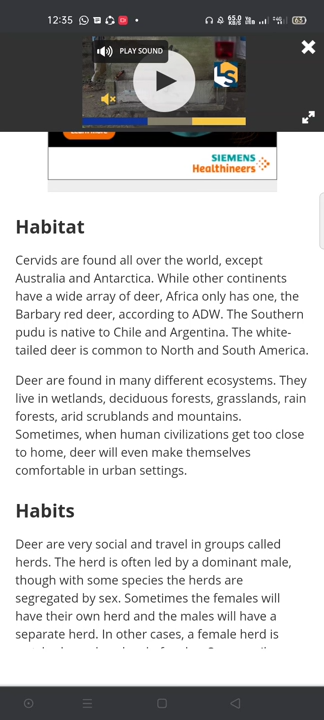 12:35
65.0
KB/S
63
PLAY SOUND
LS
SIEMENS
Healthineers
Habitat
Cervids are found all over the world, except
Australia and Antarctica. While other continents
have a wide array of deer, Africa only has one, the
Barbary red deer, according to ADW. The Southern
pudu is native to Chile and Argentina. The white-
tailed deer is common to North and South America.
Deer are found in many different ecosystems. They
live in wetlands, deciduous forests, grasslands, rain
forests, arid scrublands and mountains.
Sometimes, when human civilizations get too close
to home, deer will even make themselves
comfortable in urban settings.
Habits
Deer are very social and travel in groups called
herds. The herd is often led by a dominant male,
though with some species the herds are
segregated by sex. Sometimes the females will
have their own herd and the males will have a
separate herd. In other cases, a female herd is